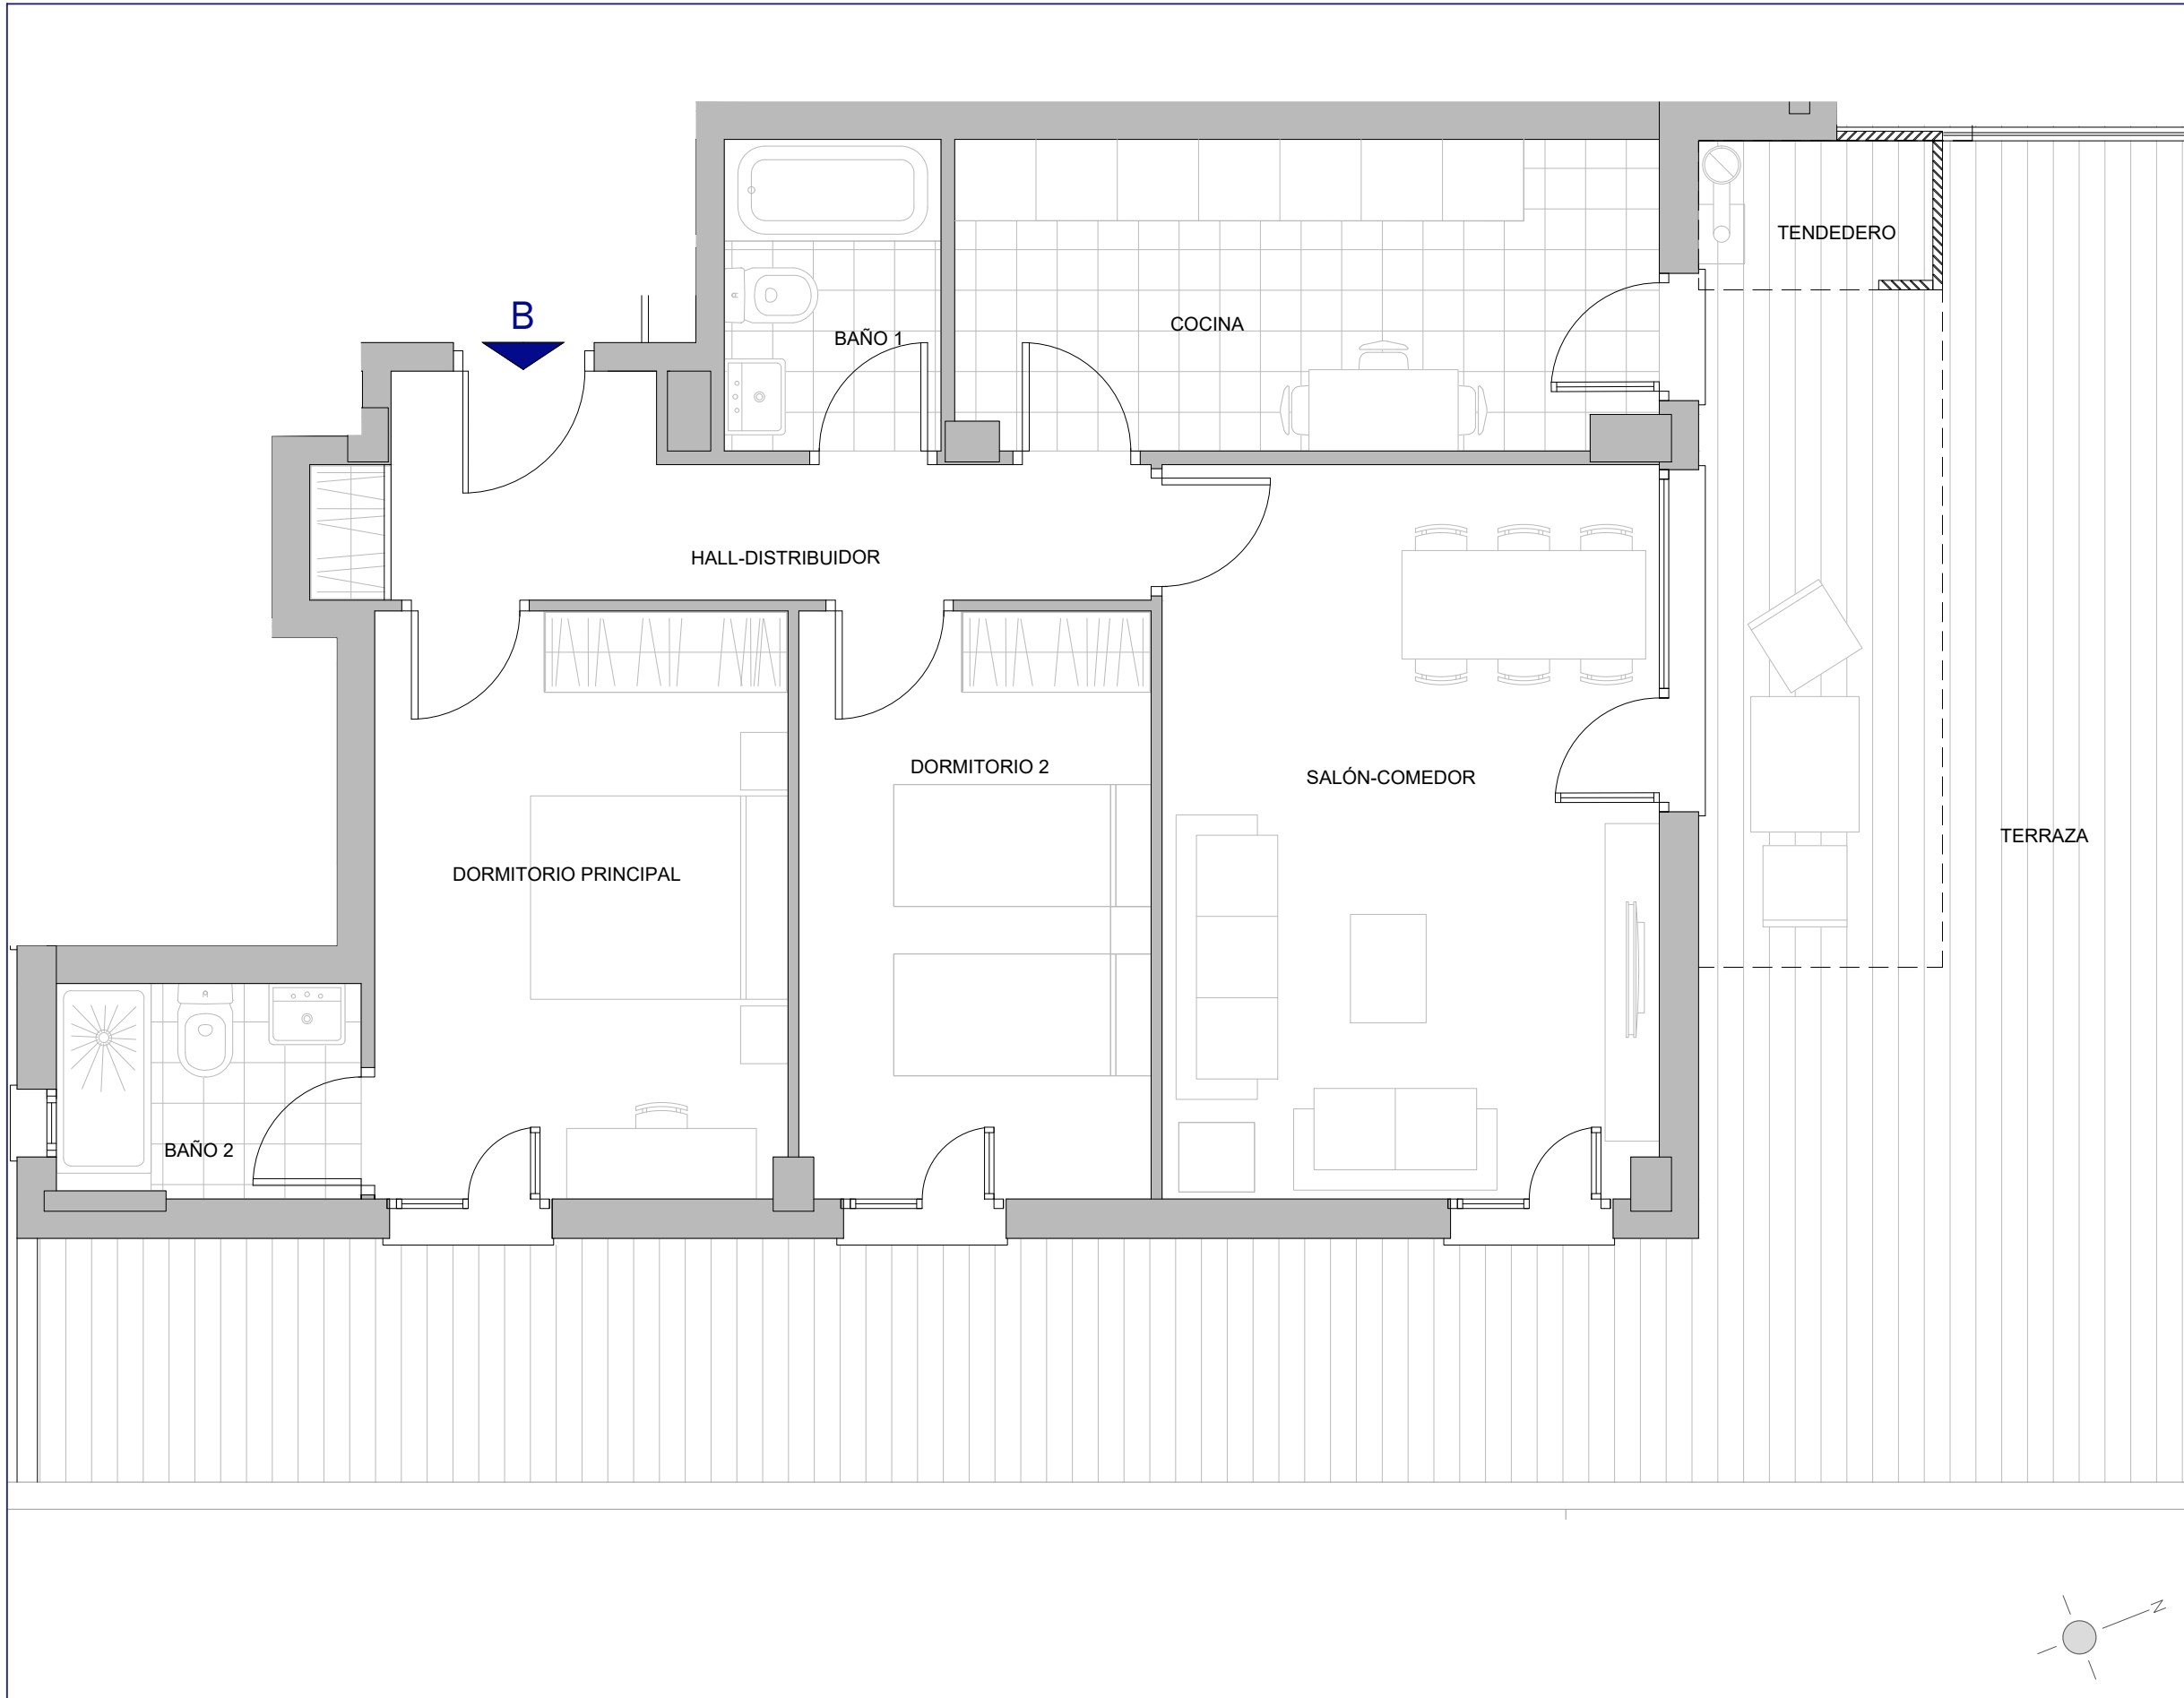 TENDEDERO
B
COCINA
BAÑO 1
HALL-DISTRIBUIDOR
DORMITORIO 2
SALÓN-COMEDOR
TERRAZA
DORMITORIO PRINCIPAL
BAÑO 2
N